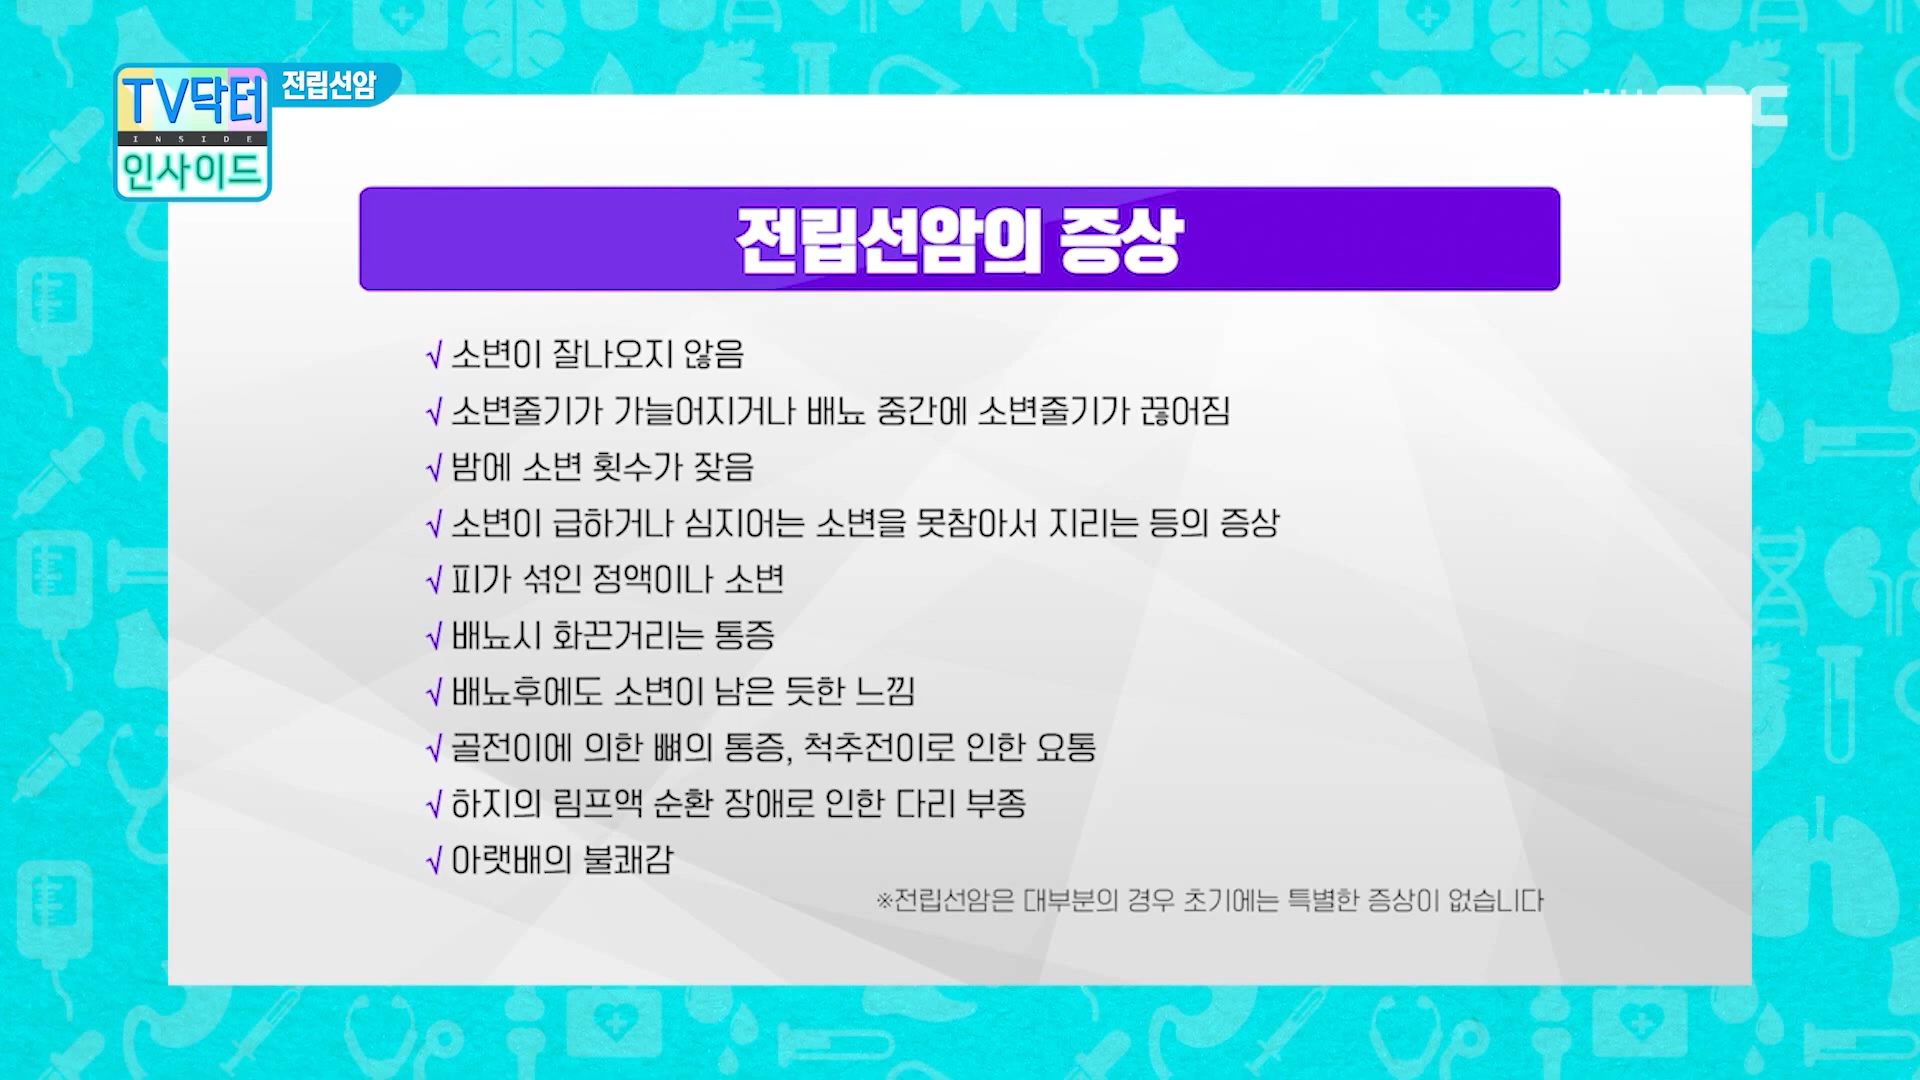 TV닥터
INSIDE
인사이드
전립선암
전립선암의 증상
√ 소변이 잘나오지 않음
√ 소변줄기가 가늘어지거나 배뇨 중간에 소변줄기가 끊어짐
√ 밤에 소변 횟수가 잦음
√ 소변이 급하거나 심지어는 소변을 못참아서 지리는 등의 증상
√ 피가 섞인 정액이나 소변
√ 배뇨시 화끈거리는 통증
√ 배뇨후에도 소변이 남은 듯한 느낌
√ 골전이에 의한 뼈의 통증, 척추전이로 인한 요통
√ 하지의 림프액 순환 장애로 인한 다리 부종
√ 아랫배의 불쾌감
※전립선암은 대부분의 경우 초기에는 특별한 증상이 없습니다